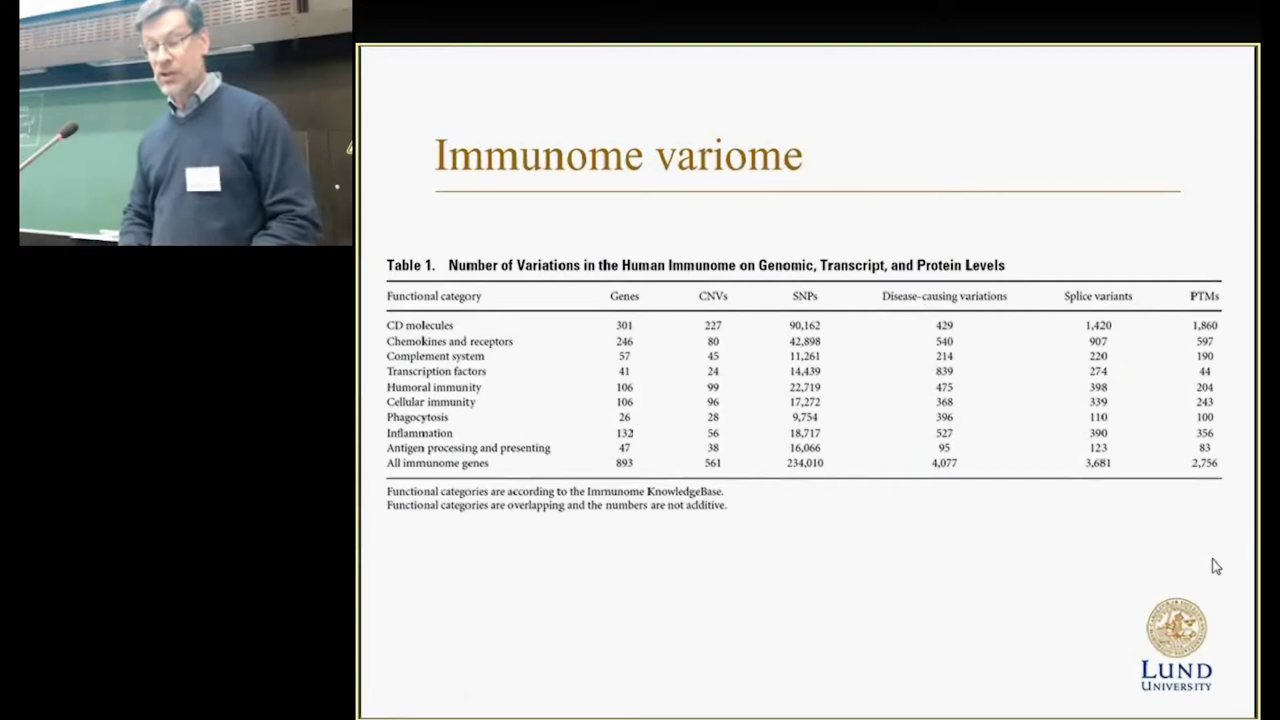 Immunome variome
Table 1. Number of Variations in the Human Immunome on Genomic, Transcript, and Protein Levels
Functional category Genes CNVs SNPs Disease-causing variations Splice variants PTMs
CD molecules 301 227 90,162 429 1,420 1,860
Chemokines and receptors 246 80 42,898 540 907 597
Complement system 57 45 11,261 214 220 190
Transcription factors 41 24 14,439 839 274 44
Humoral immunity 106 99 22,719 475 398 204
Cellular immunity 106 96 17,272 368 339 243
Phagocytosis 26 28 9,754 396 110 100
Inflammation 132 56 18,717 527 390 356
Antigen processing and presenting 47 38 16,066 95 123 83
All immunome genes 893 561 234,010 4,077 3,681 2,756
Functional categories are according to the Immunome KnowledgeBase.
Functional categories are overlapping and the numbers are not additive.
LUND
UNIVERSITY